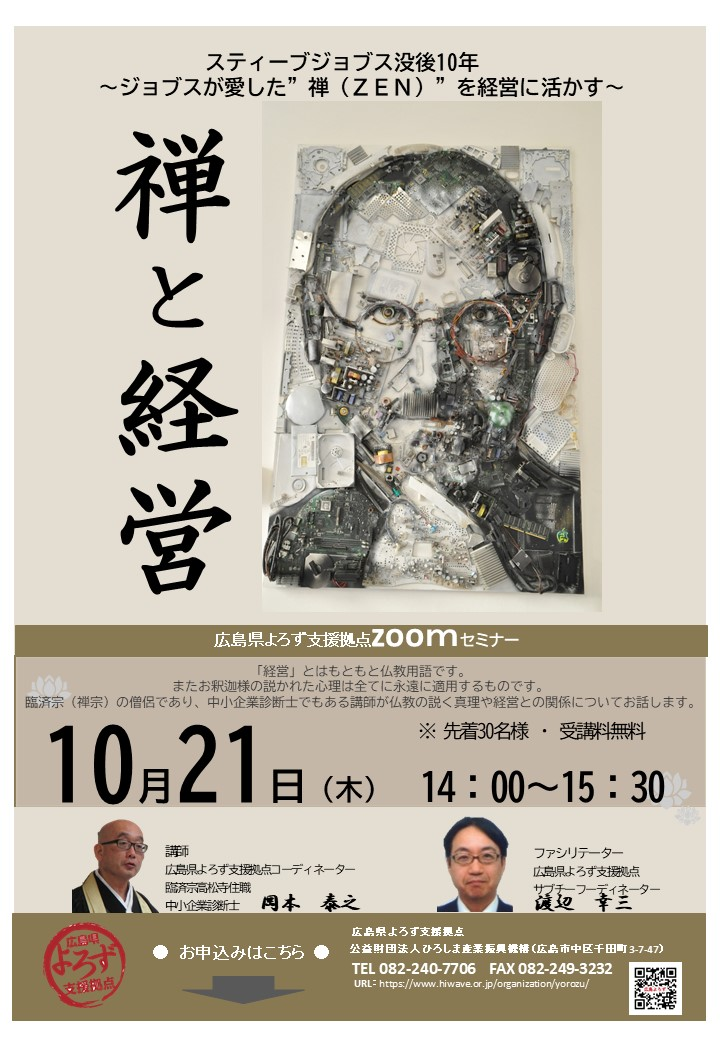 スティーブジョブス没後10年
～ジョブスが愛した”禅（ＺＥＮ）”を経営に活かす～
禅と経営
広島県よろず支援拠点zoomセミナー
「経営」とはもともと仏教用語です。
またお釈迦様の説かれた心理は全てに永遠に適用するものです。
臨済宗（禅宗）の僧侶であり、中小企業診断士でもある講師が仏教の説く真理や経営との関係についてお話します。
10月21日（木）
※ 先着30名様 ・ 受講料無料
14：00～15：30
講師
広島県よろず支援拠点コーディネーター
臨済宗高松寺住職
中小企業診断士 岡本 泰之
ファシリテーター
広島県よろず支援拠点
サブチーフーディネーター
渡辺 幸三
広島県
よろず
支援拠点
● お申込みはこちら ●
広島県よろず支援拠点
公益財団法人ひろしま産業振興機構（広島市中区千田町3-7-47）
TEL 082-240-7706 FAX 082-249-3232
URL：https://www.hiwave.or.jp/organization/yorozu/
広島よろず